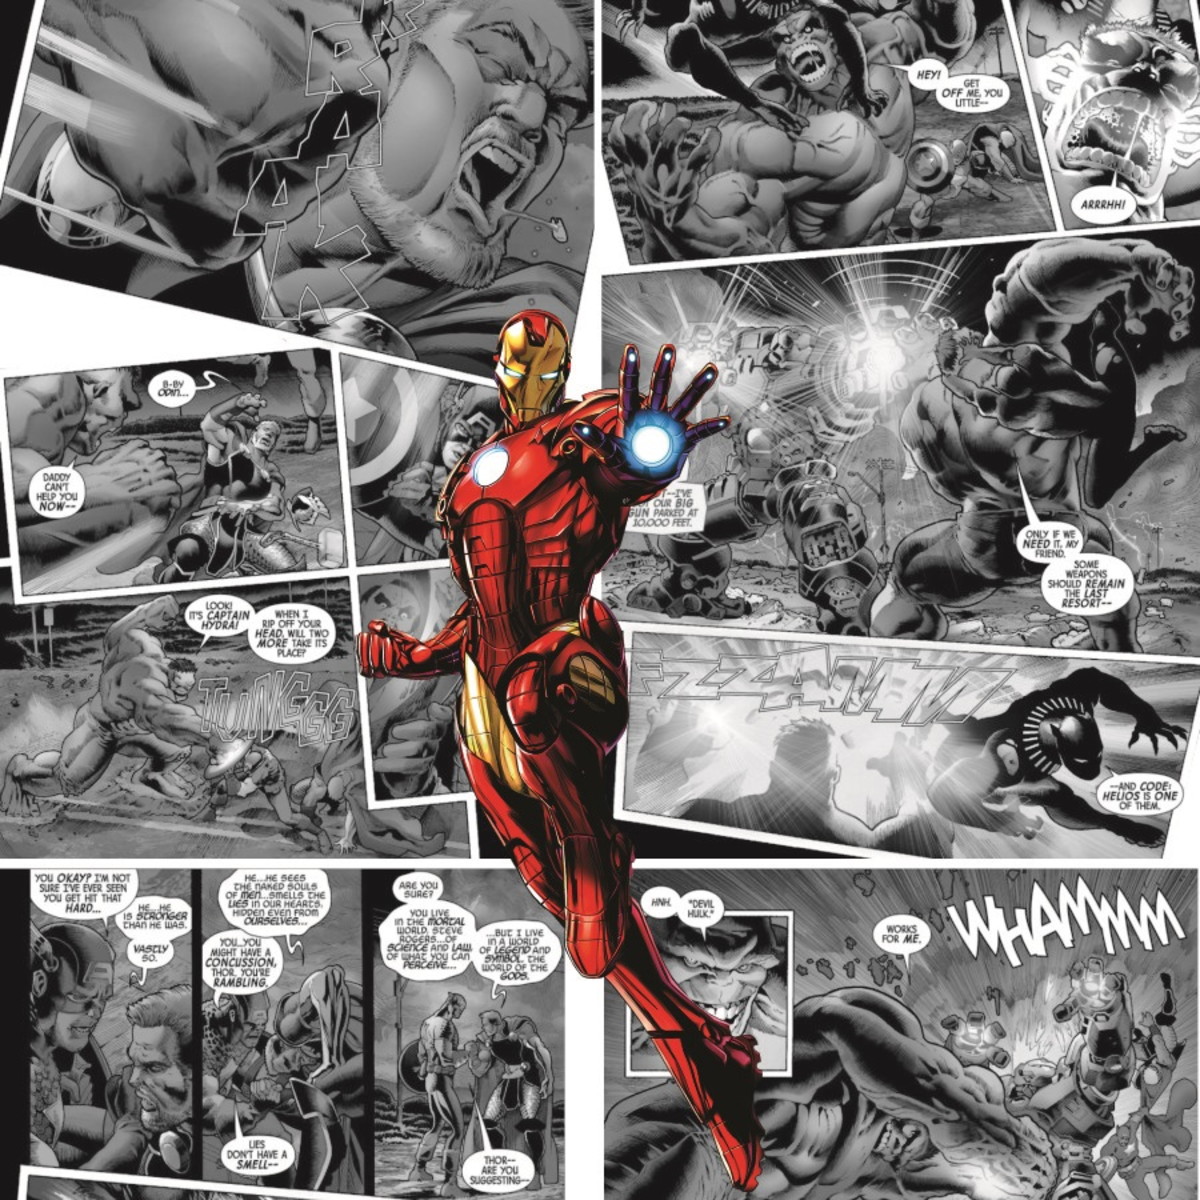 KRAAAK
HEY!
GET
OFF ME, YOU
LITTLE--
ARRRHH!
B-BY
ODIN...
DADDY
CAN'T
HELP YOU
NOW--
GUN PARKED AT
10,000 FEET.
ONLY IF WE
NEED IT, MY
FRIEND.
SOME
WEAPONS
SHOULD REMAIN
THE LAST
RESORT--
LOOK!
IT'S CAPTAIN
HYDRA!
WHEN I
RIP OFF YOUR
HEAD, WILL TWO
MORE TAKE ITS
PLACE?
TUNGGG
FZZAMM
--AND CODE:
HELIOS IS ONE
OF THEM.
YOU OKAY? I'M NOT
SURE I'VE EVER SEEN
YOU GET HIT THAT
HARD...
HE...HE
IS STRONGER
THAN HE WAS.
VASTLY
SO.
HE...HE SEES
THE NAKED SOULS
OF MEN...SMELLS THE
LIES IN OUR HEARTS.
HIDDEN EVEN FROM
OURSELVES...
YOU...YOU
MIGHT HAVE A
CONCUSSION,
THOR. YOU'RE
RAMBLING.
LIES
DON'T HAVE A
SMELL--
ARE YOU
SURE?
YOU LIVE
IN THE MORTAL
WORLD, STEVE
ROGERS...OF
SCIENCE AND LAW,
OF WHAT YOU CAN
PERCEIVE...
...BUT I LIVE
IN A WORLD
OF LEGEND AND
SYMBOL. THE
WORLD OF THE
GODS.
THOR--
ARE YOU
SUGGESTING--
HNH.
"DEVIL
HULK."
WORKS
FOR ME.
WHAMMM